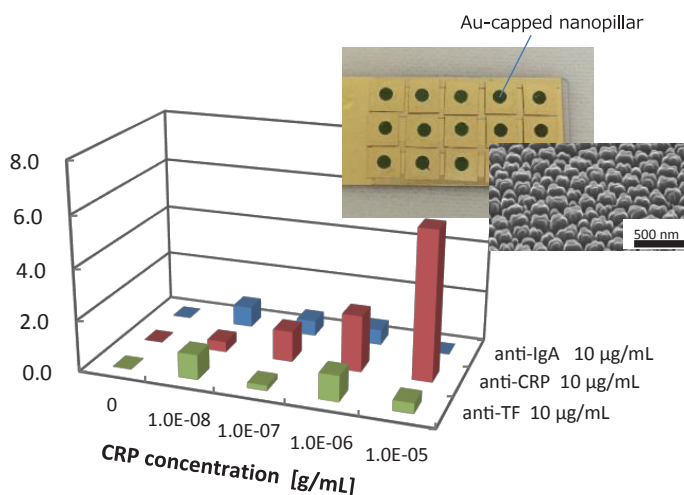 Au-capped nanopillar
500 nm
8.0
6.0
4.0
2.0
0.0
0
1.0E-08
1.0E-07
1.0E-06
1.0E-05
CRP concentration [g/mL]
anti-IgA 10 µg/mL
anti-CRP 10 µg/mL
anti-TF 10 µg/mL